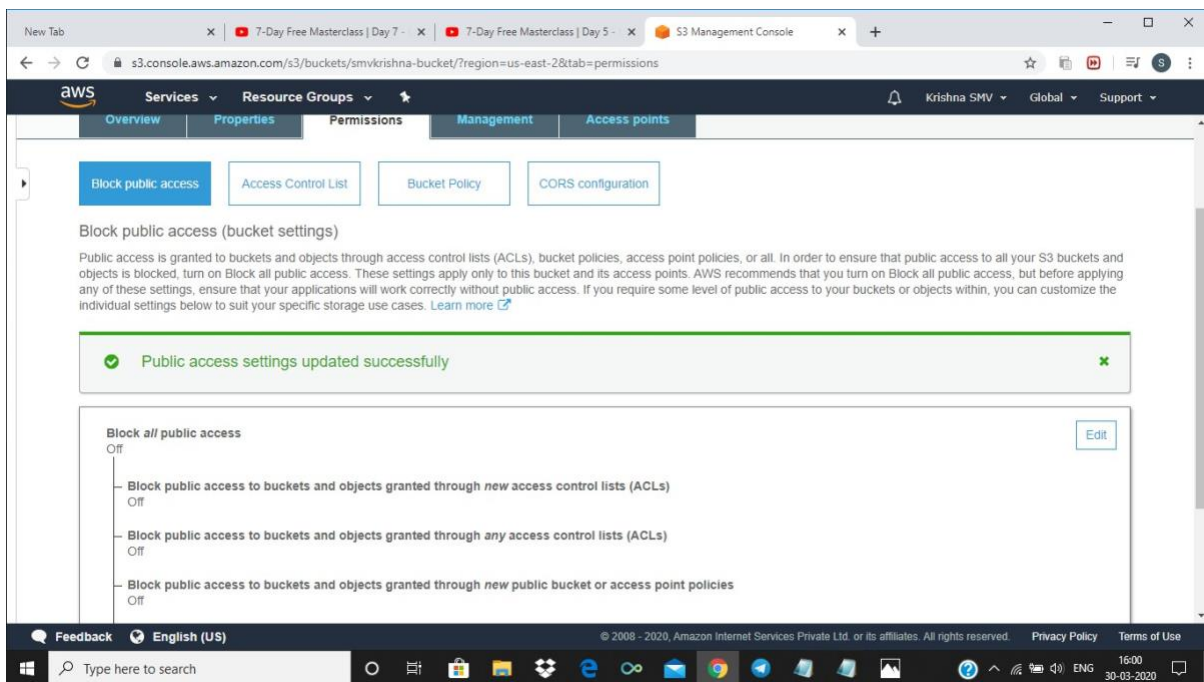 New Tab
7-Day Free Masterclass | Day 7 -
7-Day Free Masterclass | Day 5 -
S3 Management Console
s3.console.aws.amazon.com/s3/buckets/smvkrishna-bucket/?region=us-east-2&tab=permissions
S
aws
Services
Resource Groups
Krishna SMV
Global
Support
Overview
Properties
Permissions
Management
Access points
Block public access
Access Control List
Bucket Policy
CORS configuration
Block public access (bucket settings)
Public access is granted to buckets and objects through access control lists (ACLs), bucket policies, access point policies, or all. In order to ensure that public access to all your S3 buckets and
objects is blocked, turn on Block all public access. These settings apply only to this bucket and its access points. AWS recommends that you turn on Block all public access, but before applying
any of these settings, ensure that your applications will work correctly without public access. If you require some level of public access to your buckets or objects within, you can customize the
individual settings below to suit your specific storage use cases. Learn more
Public access settings updated successfully
Block all public access
Off
Edit
Block public access to buckets and objects granted through new access control lists (ACLs)
Off
Block public access to buckets and objects granted through any access control lists (ACLs)
Off
Block public access to buckets and objects granted through new public bucket or access point policies
Off
Feedback
English (US)
© 2008 - 2020, Amazon Internet Services Private Ltd. or its affiliates. All rights reserved.
Privacy Policy
Terms of Use
Type here to search
ENG
16:00
30-03-2020